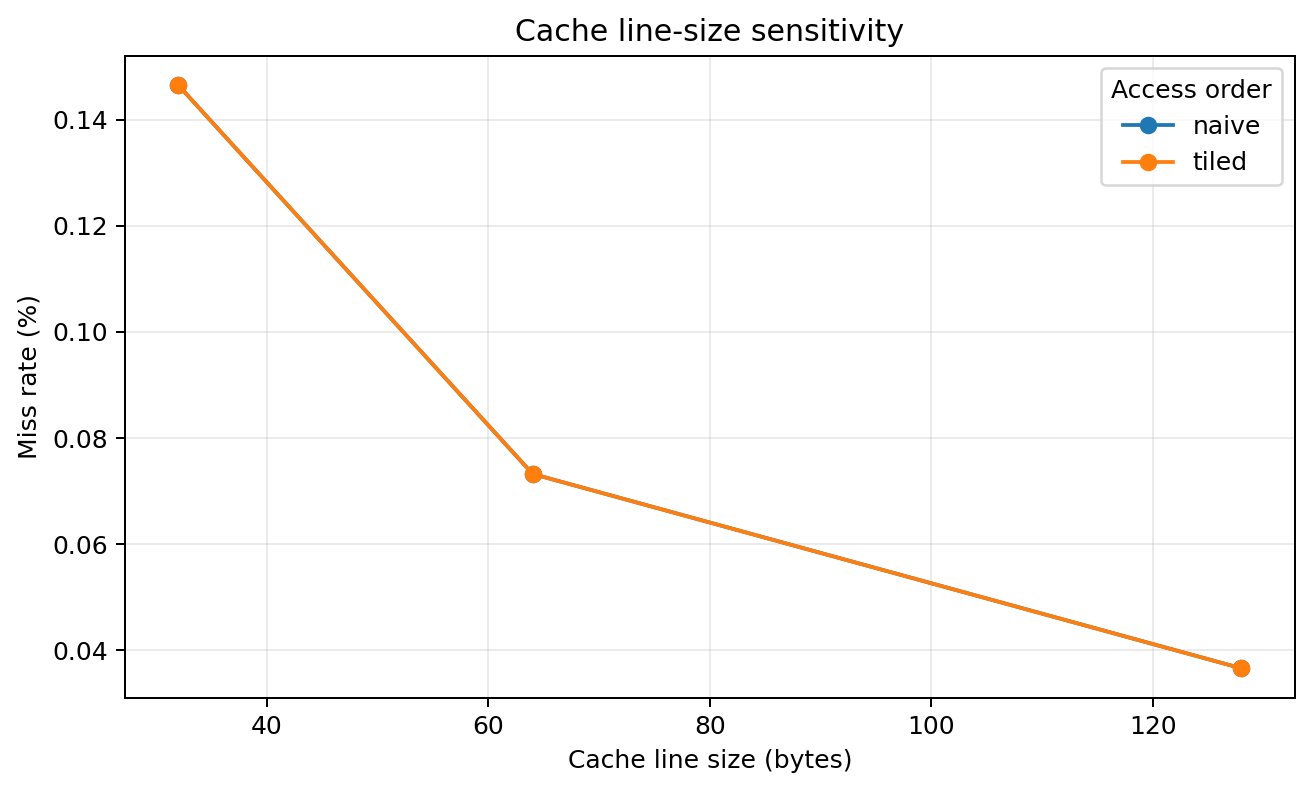 Cache line-size sensitivity
Access order
naive
tiled
Miss rate (%)
0.14
0.12
0.10
0.08
0.06
0.04
40 60 80 100 120
Cache line size (bytes)